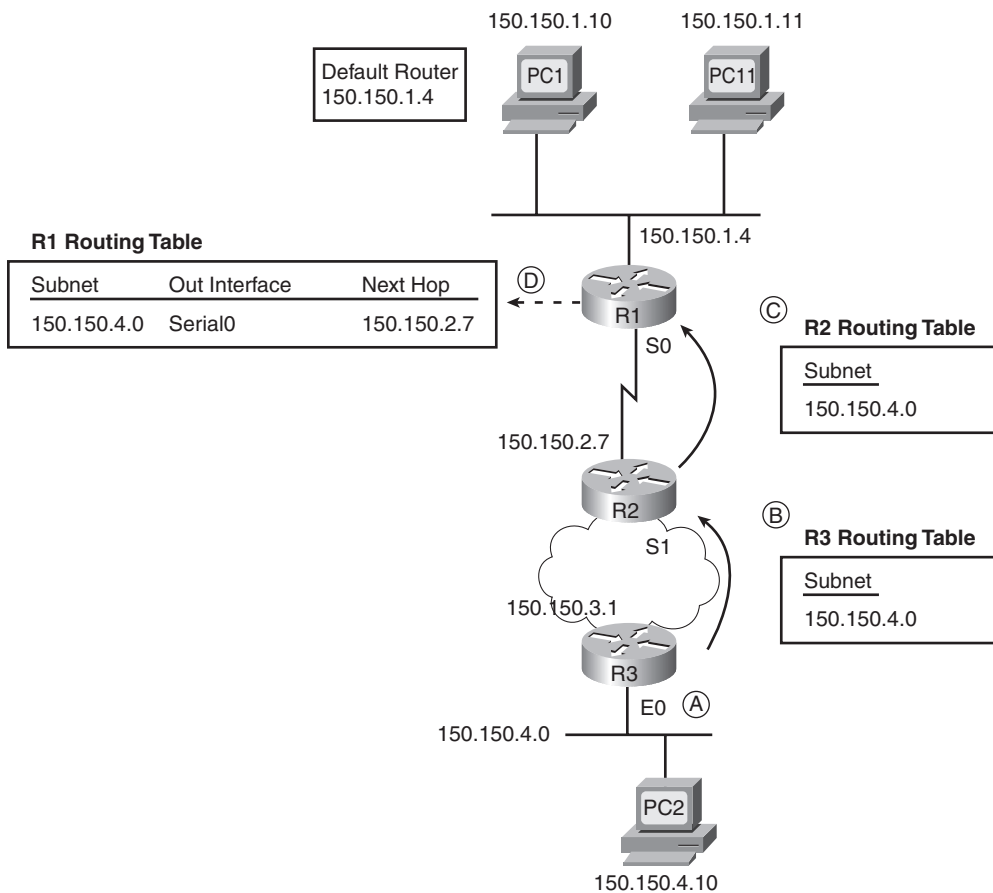 150.150.1.10
150.150.1.11
Default Router
150.150.1.4
PC1
PC11
150.150.1.4
R1 Routing Table
Subnet Out Interface Next Hop
150.150.4.0 Serial0 150.150.2.7
D
R1
S0
C
R2 Routing Table
Subnet
150.150.4.0
150.150.2.7
R2
S1
B
R3 Routing Table
Subnet
150.150.4.0
150.150.3.1
R3
E0
A
150.150.4.0
PC2
150.150.4.10